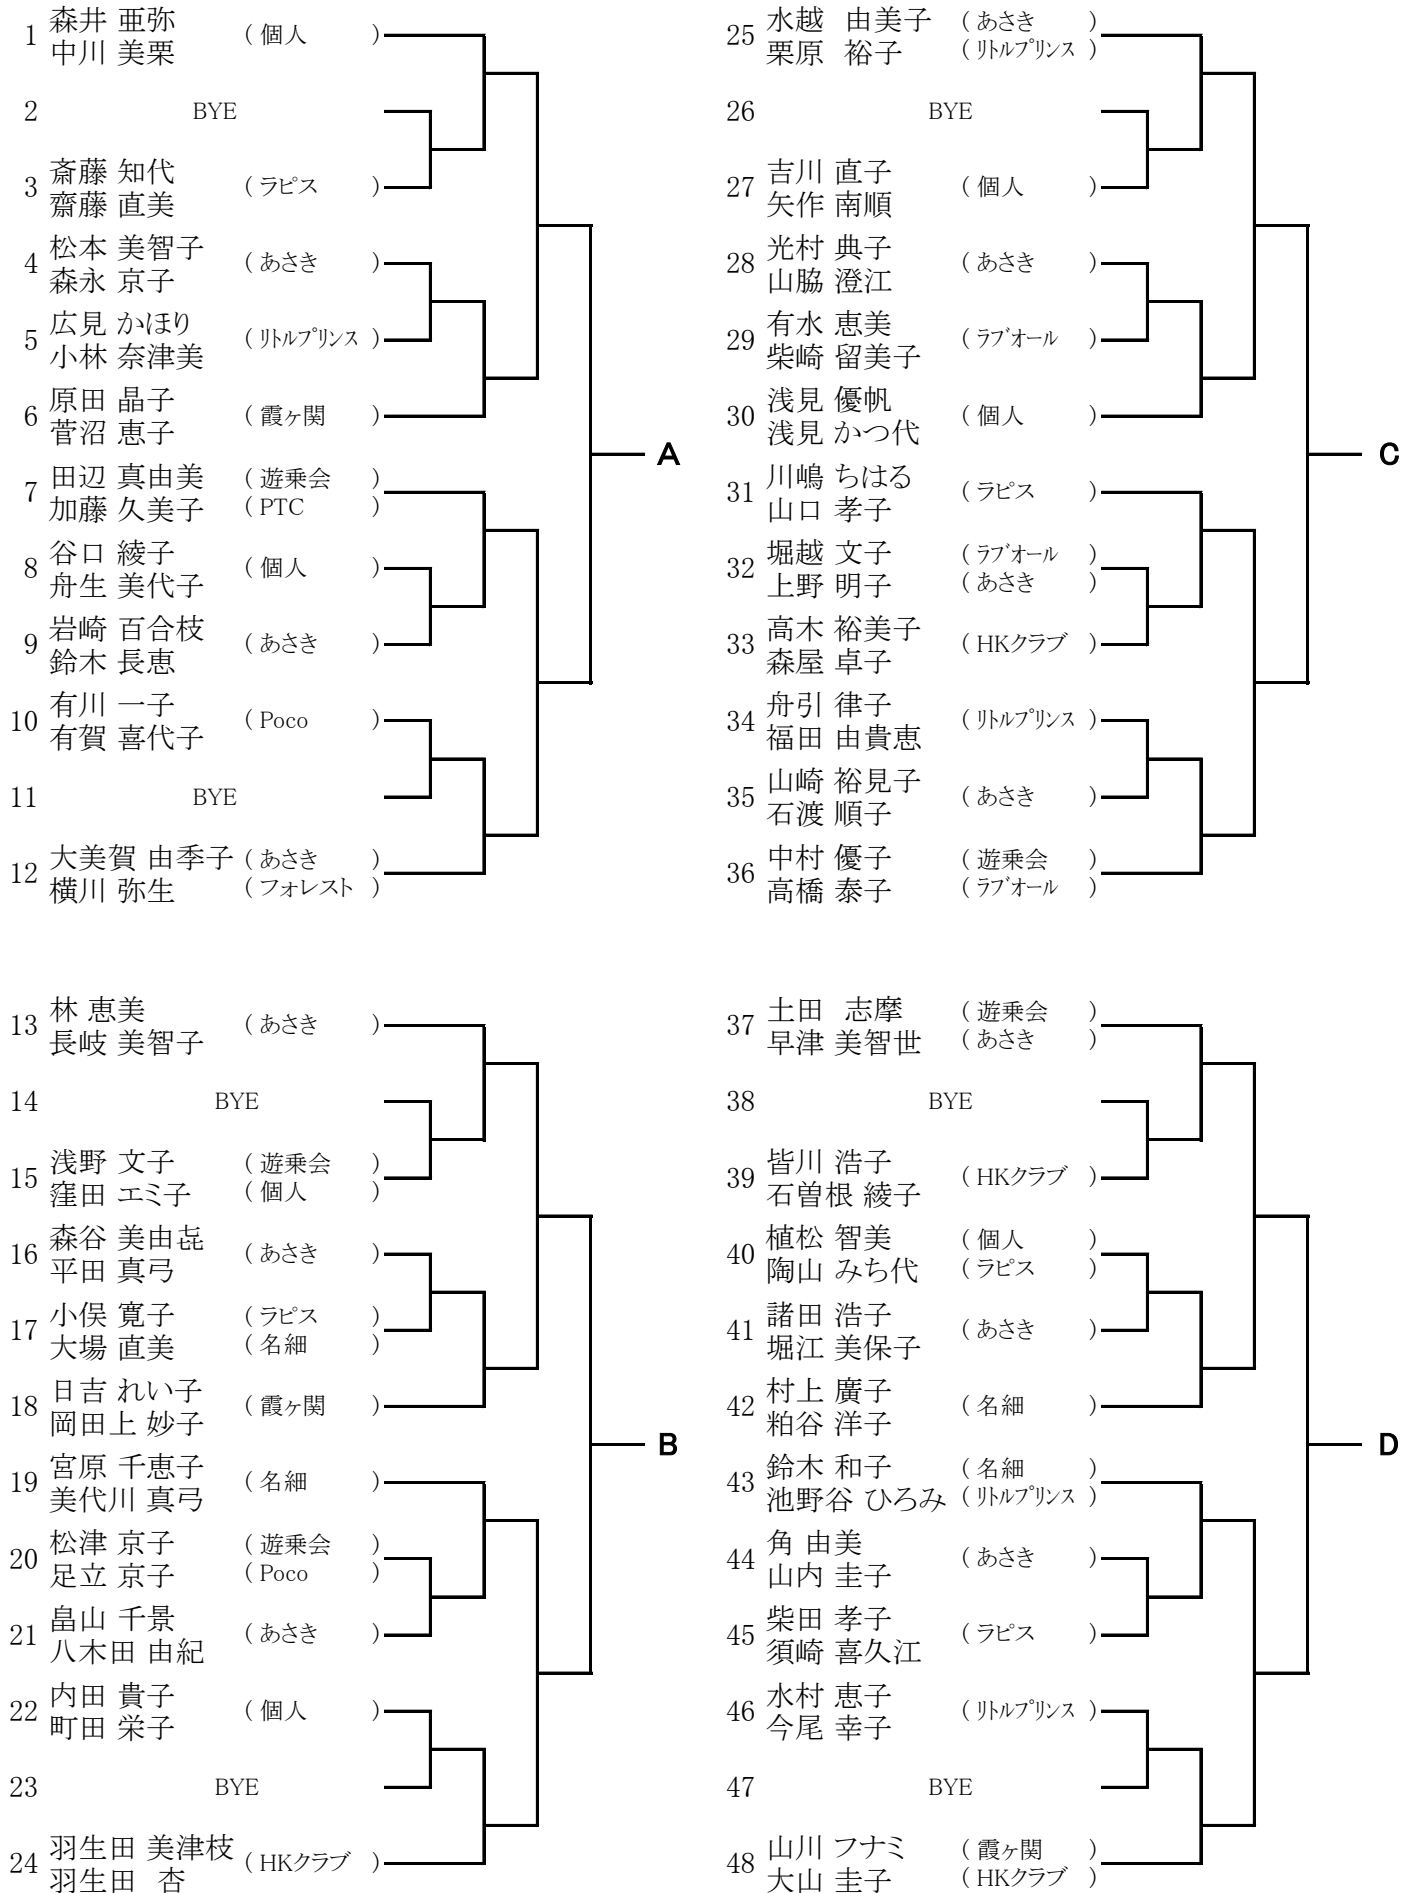 1 森井 亜弥 ( 個人 )
中川 美栗
2 BYE
3 斎藤 知代 ( ラピス )
齋藤 直美
4 松本 美智子 ( あさき )
森永 京子
5 広見 かほり ( リトルプリンス )
小林 奈津美
6 原田 晶子 ( 霞ヶ関 )
菅沼 恵子
A
7 田辺 真由美 ( 遊乗会 )
加藤 久美子 ( PTC )
8 谷口 綾子 ( 個人 )
舟生 美代子
9 岩崎 百合枝 ( あさき )
鈴木 長恵
10 有川 一子 ( Poco )
有賀 喜代子
11 BYE
12 大美賀 由季子 ( あさき )
横川 弥生 ( フォレスト )
13 林 恵美 ( あさき )
長岐 美智子
14 BYE
15 浅野 文子 ( 遊乗会 )
窪田 エミ子 ( 個人 )
16 森谷 美由㐂 ( あさき )
平田 真弓
17 小俣 寛子 ( ラピス )
大場 直美 ( 名細 )
18 日吉 れい子 ( 霞ヶ関 )
岡田上 妙子
B
19 宮原 千恵子 ( 名細 )
美代川 真弓
20 松津 京子 ( 遊乗会 )
足立 京子 ( Poco )
21 畠山 千景 ( あさき )
八木田 由紀
22 内田 貴子 ( 個人 )
町田 栄子
23 BYE
24 羽生田 美津枝 ( HKクラブ )
羽生田 杏
25 水越 由美子 ( あさき )
栗原 裕子 ( リトルプリンス )
26 BYE
27 吉川 直子 ( 個人 )
矢作 南順
28 光村 典子 ( あさき )
山脇 澄江
29 有水 恵美 ( ラブオール )
柴崎 留美子
30 浅見 優帆 ( 個人 )
浅見 かつ代
C
31 川嶋 ちはる ( ラピス )
山口 孝子
32 堀越 文子 ( ラブオール )
上野 明子 ( あさき )
33 高木 裕美子 ( HKクラブ )
森屋 卓子
34 舟引 律子 ( リトルプリンス )
福田 由貴恵
35 山崎 裕見子 ( あさき )
石渡 順子
36 中村 優子 ( 遊乗会 )
高橋 泰子 ( ラブオール )
37 土田 志摩 ( 遊乗会 )
早津 美智世 ( あさき )
38 BYE
39 皆川 浩子 ( HKクラブ )
石曽根 綾子
40 植松 智美 ( 個人 )
陶山 みち代 ( ラピス )
41 諸田 浩子 ( あさき )
堀江 美保子
42 村上 廣子 ( 名細 )
粕谷 洋子
D
43 鈴木 和子 ( 名細 )
池野谷 ひろみ ( リトルプリンス )
44 角 由美 ( あさき )
山内 圭子
45 柴田 孝子 ( ラピス )
須崎 喜久江
46 水村 恵子 ( リトルプリンス )
今尾 幸子
47 BYE
48 山川 フナミ ( 霞ヶ関 )
大山 圭子 ( HKクラブ )